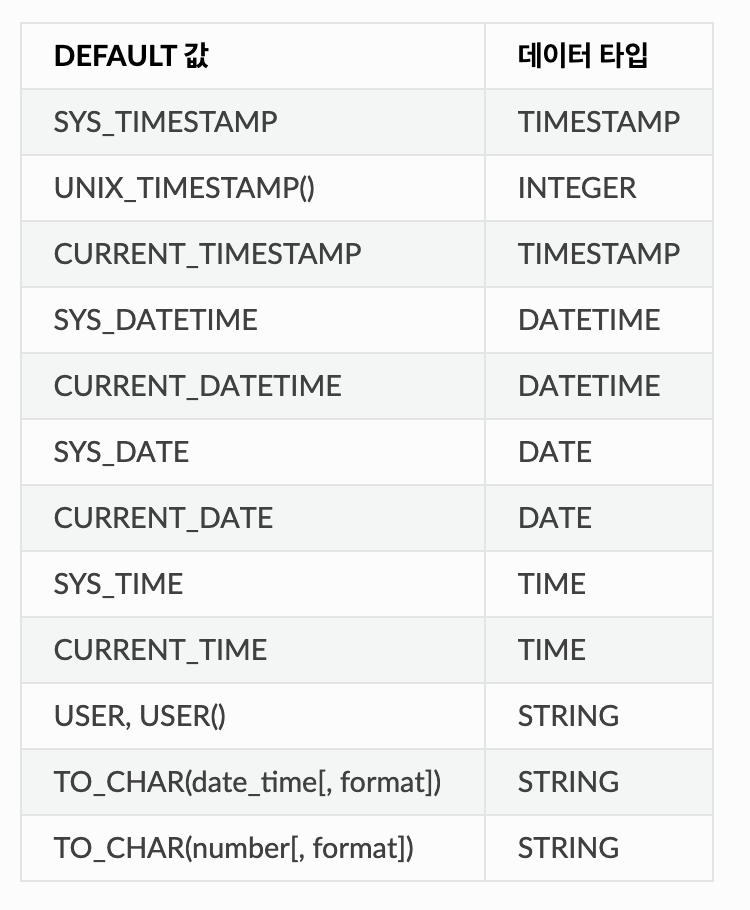 DEFAULT 값 데이터 타입
SYS_TIMESTAMP TIMESTAMP
UNIX_TIMESTAMP() INTEGER
CURRENT_TIMESTAMP TIMESTAMP
SYS_DATETIME DATETIME
CURRENT_DATETIME DATETIME
SYS_DATE DATE
CURRENT_DATE DATE
SYS_TIME TIME
CURRENT_TIME TIME
USER, USER() STRING
TO_CHAR(date_time[, format]) STRING
TO_CHAR(number[, format]) STRING